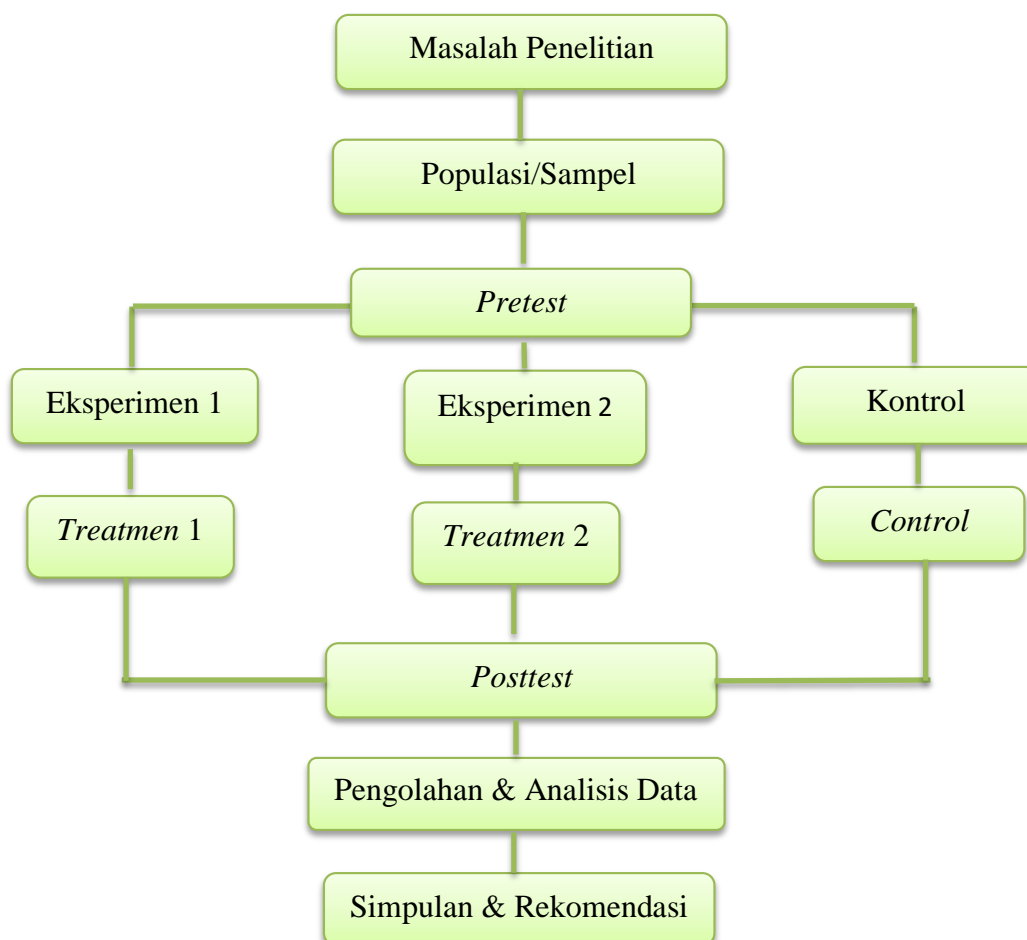 Masalah Penelitian
Populasi/Sampel
Pretest
Eksperimen 1
Eksperimen 2
Kontrol
Treatmen 1
Treatmen 2
Control
Posttest
Pengolahan & Analisis Data
Simpulan & Rekomendasi